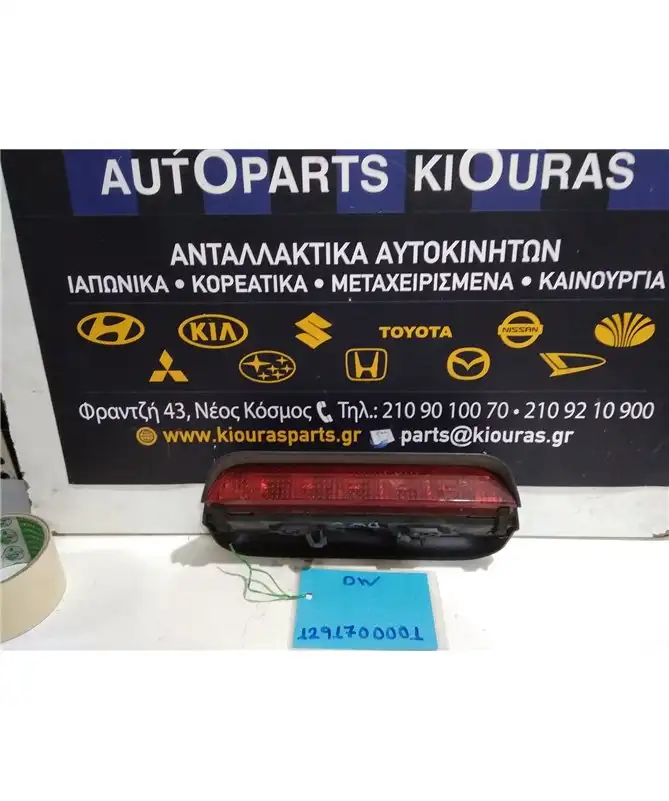 AUTOPARTS KIOURAS
ΑΝΤΑΛΛΑΚΤΙΚΑ ΑΥΤΟΚΙΝΗΤΩΝ
ΙΑΠΩΝΙΚΑ • ΚΟΡΕΑΤΙΚΑ • ΜΕΤΑΧΕΙΡΙΣΜΕΝΑ • ΚΑΙΝΟΥΡΓΙΑ
KIA TOYOTA NISSAN
Φραντζή 43, Νέος Κόσμος Τηλ.: 210 90 100 70 • 210 92 10 900
www.kiourasparts.gr parts@kiouras.gr
DW
1291700001